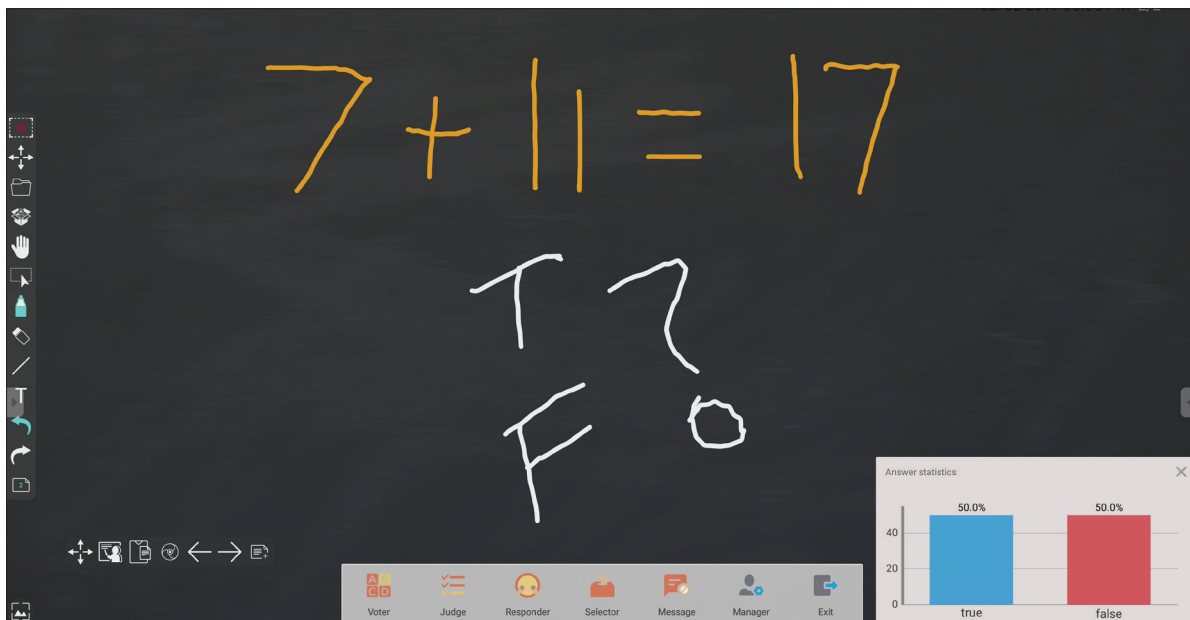 7 + 11 = 17
T ?
F
Answer statistics
50.0% 50.0%
40
20
0
true false
A B
C D
Voter Judge Responder Selector Message Manager Exit
T
2